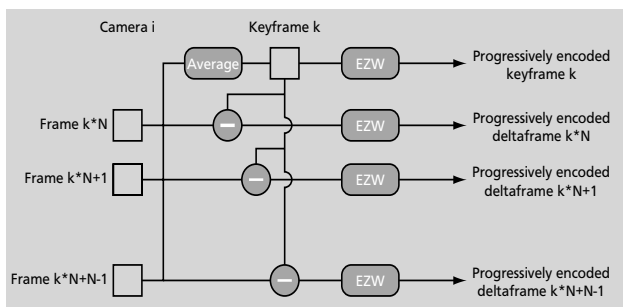 Camera i
Keyframe k
Average
EZW
Progressively encoded
keyframe k
Frame k*N
−
EZW
Progressively encoded
deltaframe k*N
Frame k*N+1
−
EZW
Progressively encoded
deltaframe k*N+1
Frame k*N+N-1
−
EZW
Progressively encoded
deltaframe k*N+N-1